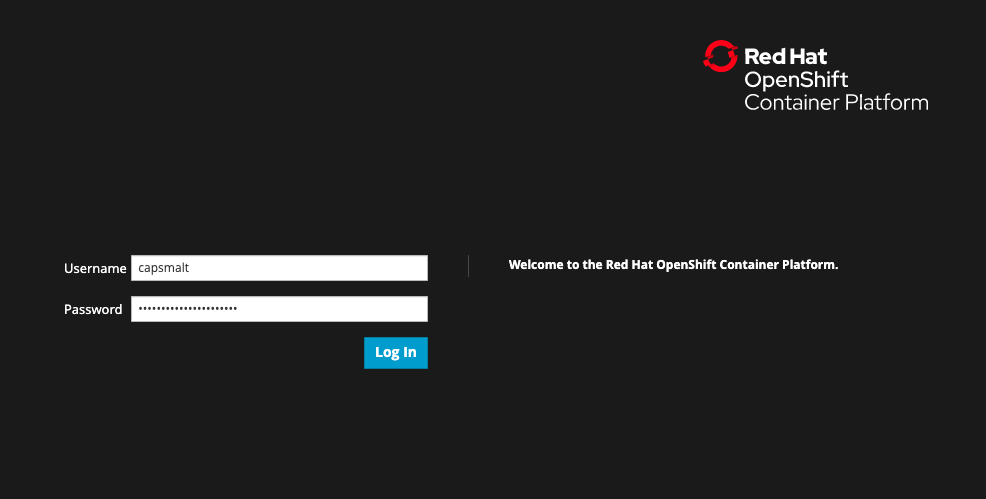 Red Hat
OpenShift
Container Platform
Username capsmalt
Welcome to the Red Hat OpenShift Container Platform.
Password ••••••••••••••••••••••
Log In